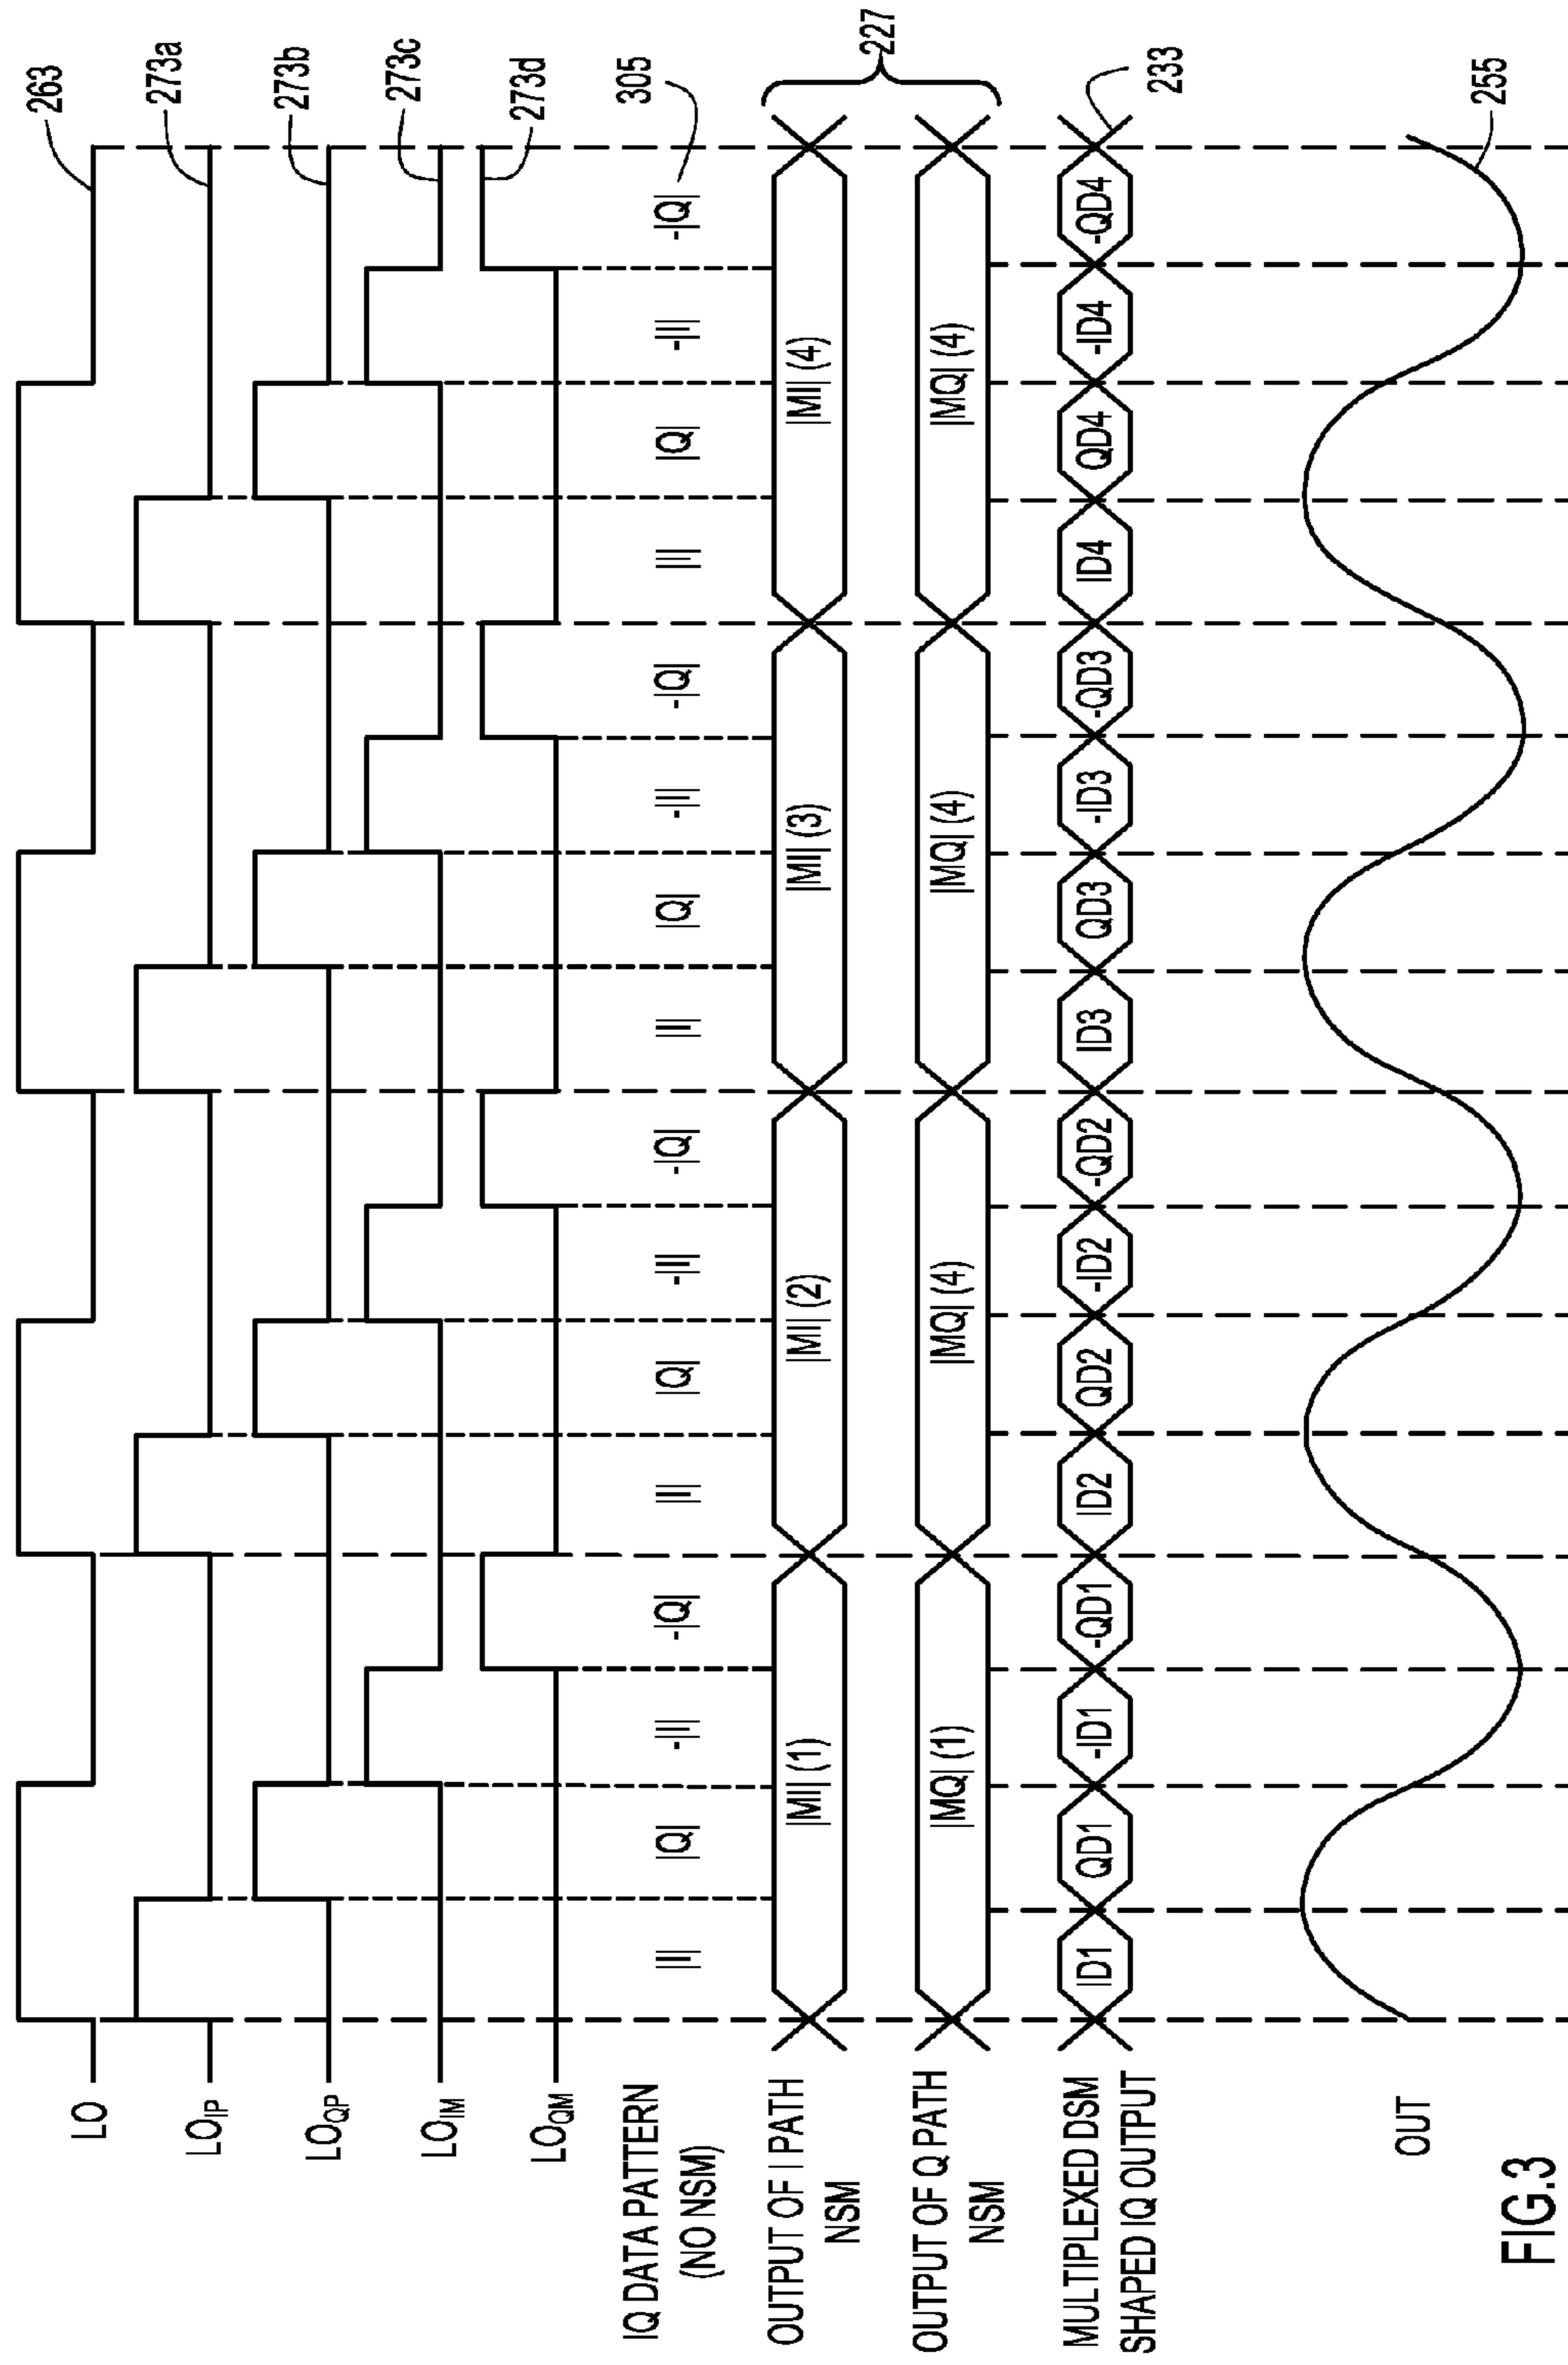 LO
263
LO_IP
273a
LO_QP
273b
LO_IM
273c
LO_QM
273d
IQ DATA PATTERN
(NO NSM)
|I| |Q| -|I| -|Q| |I| |Q| -|I| -|Q| |I| |Q| -|I| -|Q| |I| |Q| -|I| -|Q|
305
OUTPUT OF I PATH
NSM
|MI| (1) |MI| (2) |MI| (3) |MI| (4)
227
OUTPUT OF Q PATH
NSM
|MQ| (1) |MQ| (4) |MQ| (4) |MQ| (4)
MULTIPLEXED DSM
SHAPED IQ OUTPUT
ID1 QD1 -ID1 -QD1 ID2 QD2 -ID2 -QD2 ID3 QD3 -ID3 -QD3 ID4 QD4 -ID4 -QD4
233
OUT
255
FIG.3